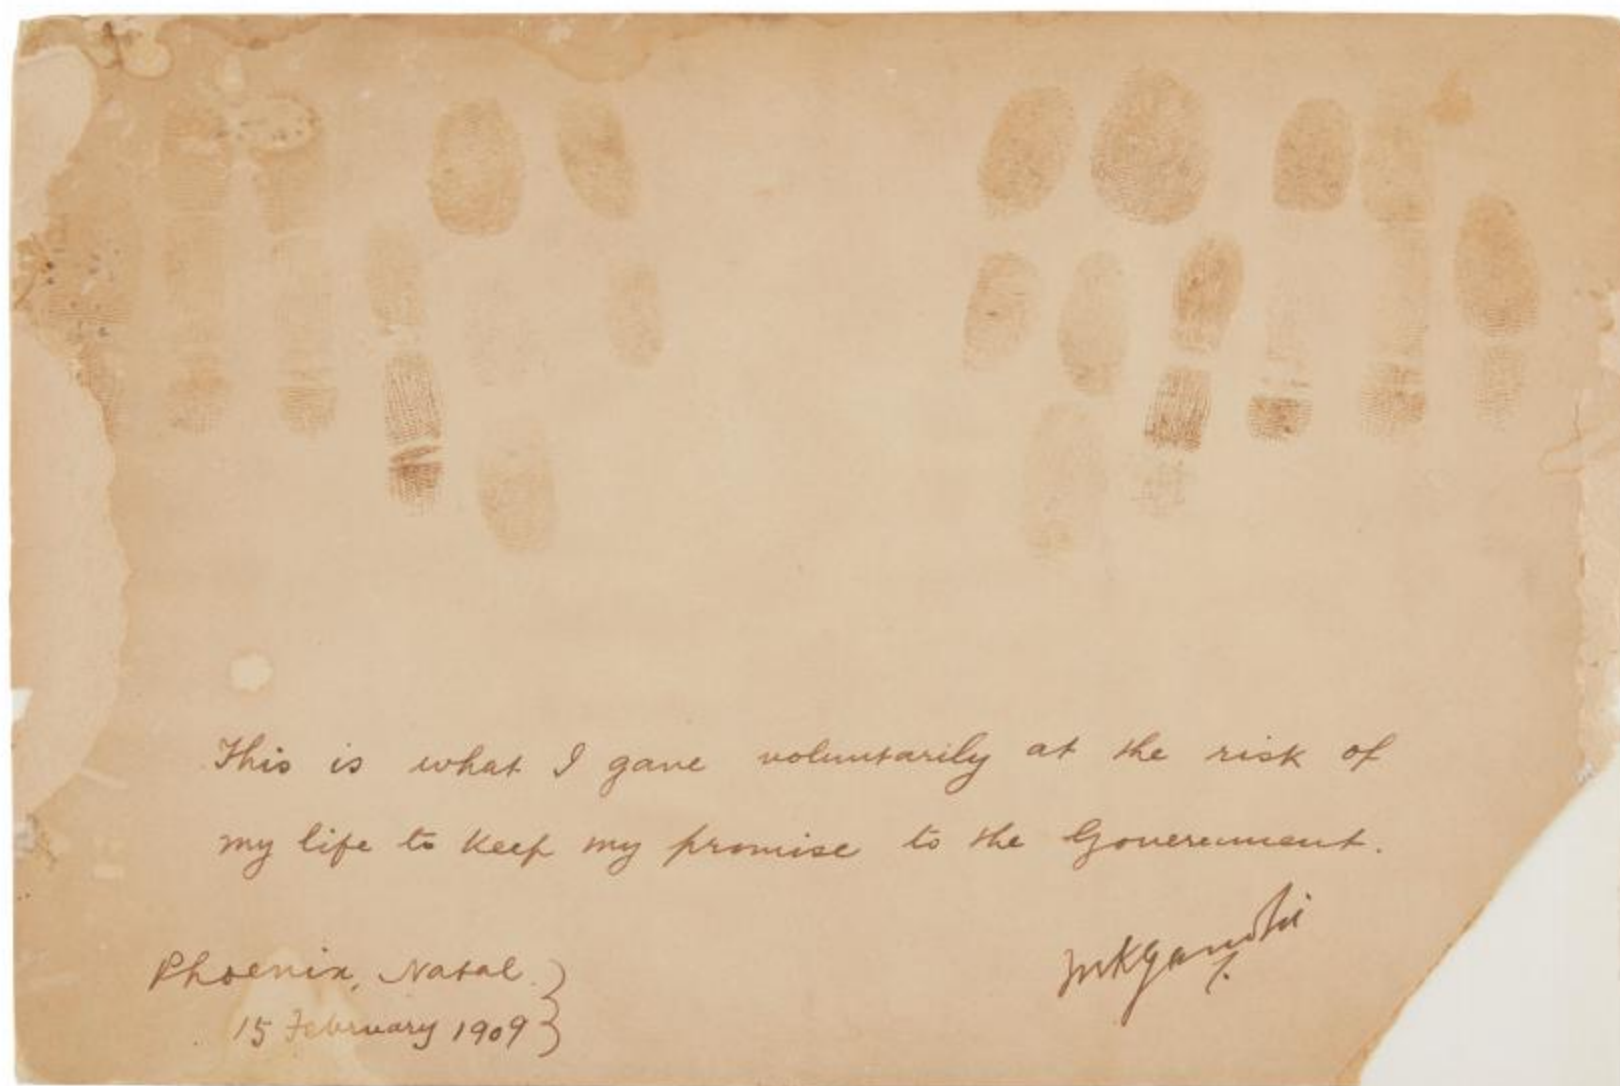 This is what I gave voluntarily at the risk of
my life to keep my promise to the Government.
MKGandhi
Phoenix, Natal.
15 February 1909